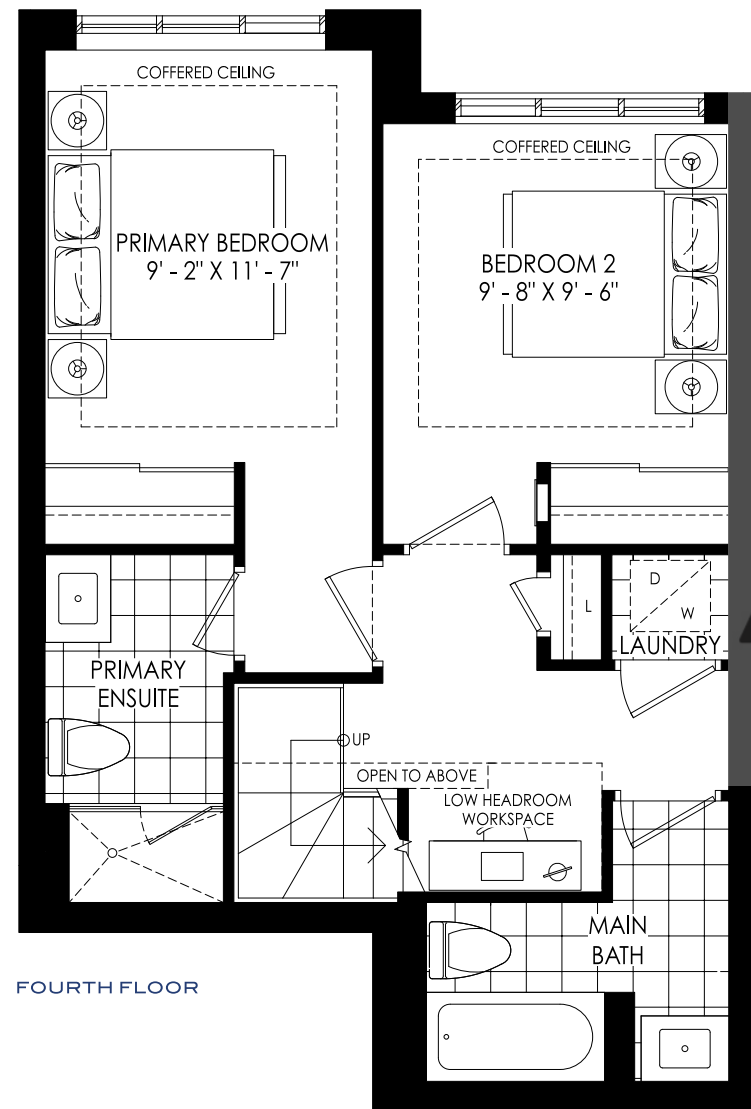 COFFERED CEILING
COFFERED CEILING
PRIMARY BEDROOM
9' - 2" X 11' - 7"
BEDROOM 2
9' - 8" X 9' - 6"
D
W
L
LAUNDRY
PRIMARY
ENSUITE
UP
OPEN TO ABOVE
LOW HEADROOM
WORKSPACE
MAIN
BATH
FOURTH FLOOR